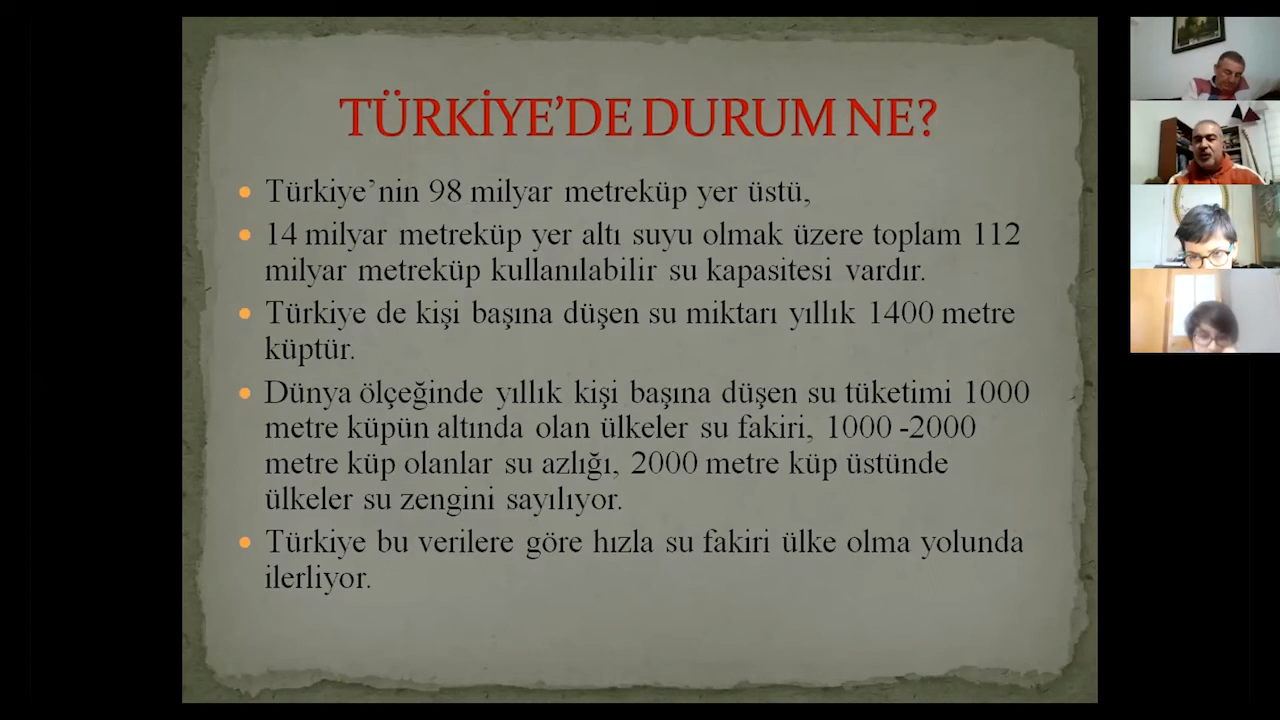 TÜRKİYE’DE DURUM NE?
Türkiye’nin 98 milyar metreküp yer üstü,
14 milyar metreküp yer altı suyu olmak üzere toplam 112
milyar metreküp kullanılabilir su kapasitesi vardır.
Türkiye de kişi başına düşen su miktarı yıllık 1400 metre
küptür.
Dünya ölçeğinde yıllık kişi başına düşen su tüketimi 1000
metre küpün altında olan ülkeler su fakiri, 1000 -2000
metre küp olanlar su azlığı, 2000 metre küp üstünde
ülkeler su zengini sayılıyor.
Türkiye bu verilere göre hızla su fakiri ülke olma yolunda
ilerliyor.